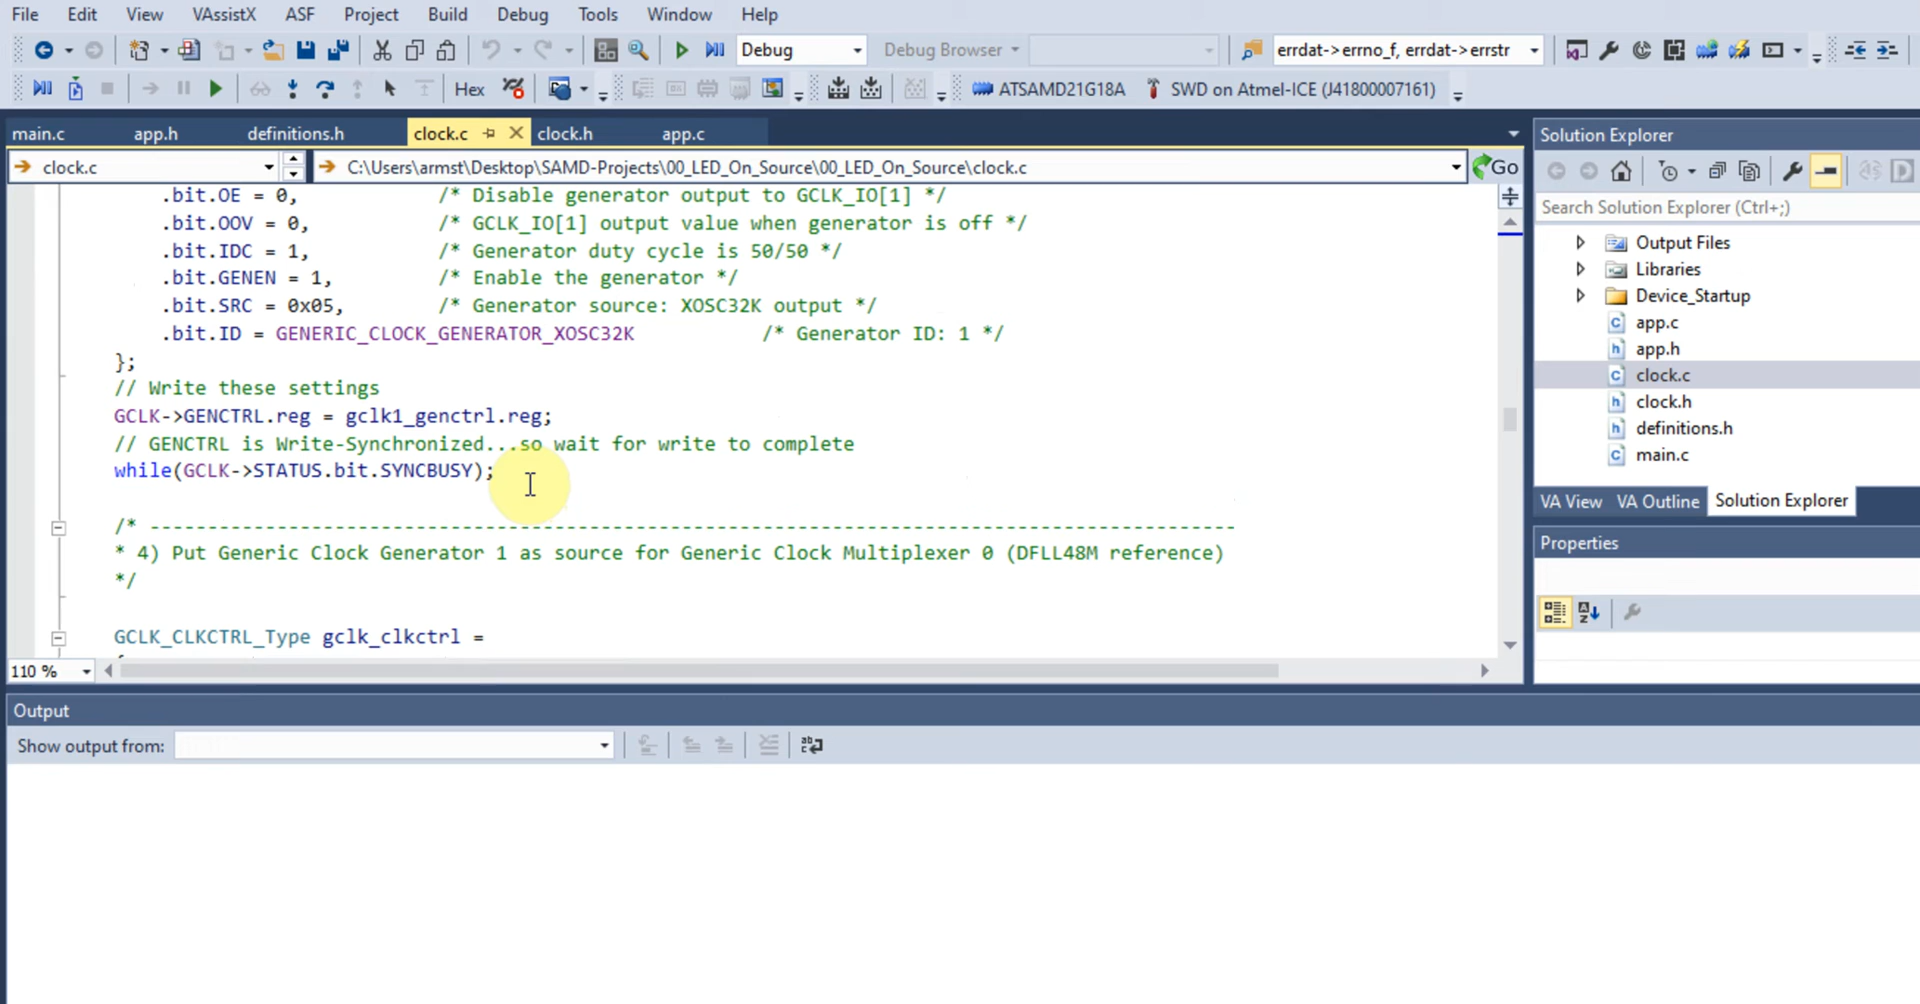 File Edit View VAssistX ASF Project Build Debug Tools Window Help
Debug Debug Browser errdat->errno_f, errdat->errstr
Hex ATSAMD21G18A SWD on Atmel-ICE (J41800007161)
main.c app.h definitions.h clock.c clock.h app.c
clock.c C:\Users\armst\Desktop\SAMD-Projects\00_LED_On_Source\00_LED_On_Source\clock.c Go
.bit.OE = 0, /* Disable generator output to GCLK_IO[1] */
.bit.OOV = 0, /* GCLK_IO[1] output value when generator is off */
.bit.IDC = 1, /* Generator duty cycle is 50/50 */
.bit.GENEN = 1, /* Enable the generator */
.bit.SRC = 0x05, /* Generator source: XOSC32K output */
.bit.ID = GENERIC_CLOCK_GENERATOR_XOSC32K /* Generator ID: 1 */
};
// Write these settings
GCLK->GENCTRL.reg = gclk1_genctrl.reg;
// GENCTRL is Write-Synchronized...so wait for write to complete
while(GCLK->STATUS.bit.SYNCBUSY);
/* ----------------------------------------------------------------------------------------------
* 4) Put Generic Clock Generator 1 as source for Generic Clock Multiplexer 0 (DFLL48M reference)
*/
GCLK_CLKCTRL_Type gclk_clkctrl =
110 %
Solution Explorer
Search Solution Explorer (Ctrl+;)
Output Files
Libraries
Device_Startup
app.c
app.h
clock.c
clock.h
definitions.h
main.c
VA View VA Outline Solution Explorer
Properties
Output
Show output from: